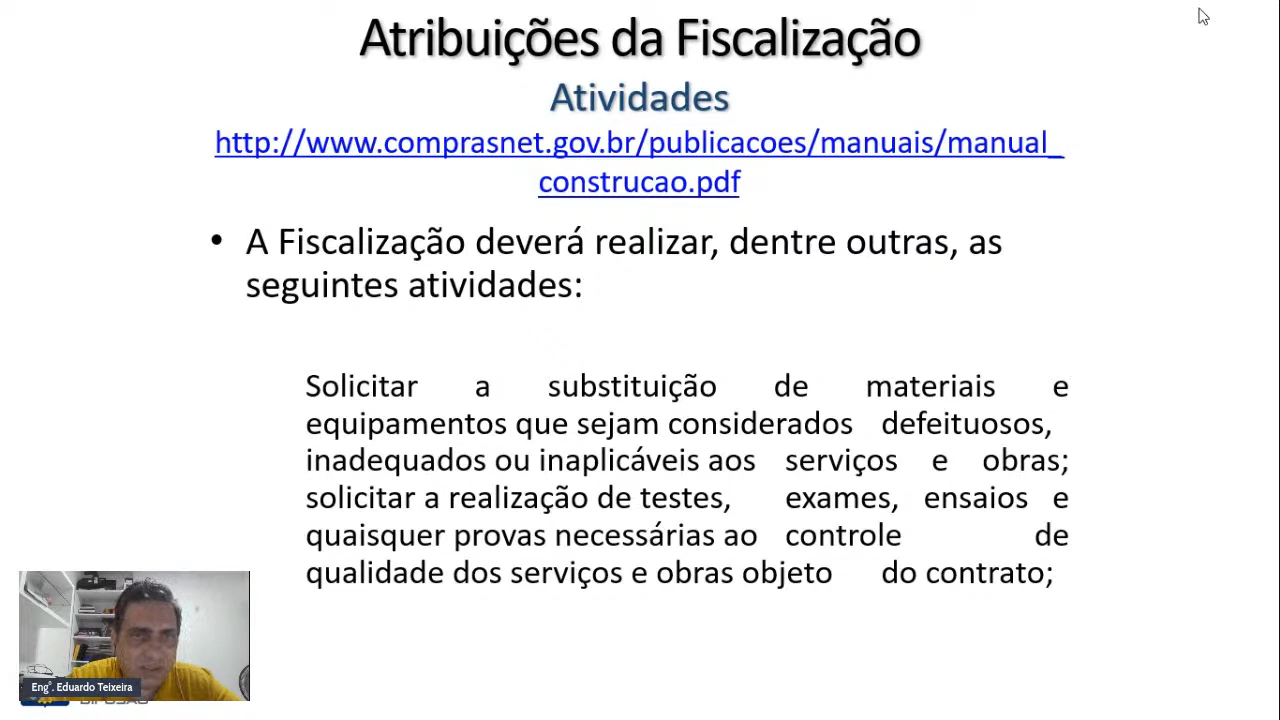 Atribuições da Fiscalização
Atividades
http://www.comprasnet.gov.br/publicacoes/manuais/manual_
construcao.pdf
• A Fiscalização deverá realizar, dentre outras, as
seguintes atividades:
Solicitar a substituição de materiais e
equipamentos que sejam considerados defeituosos,
inadequados ou inaplicáveis aos serviços e obras;
solicitar a realização de testes, exames, ensaios e
quaisquer provas necessárias ao controle de
qualidade dos serviços e obras objeto do contrato;
Eng°. Eduardo Teixeira